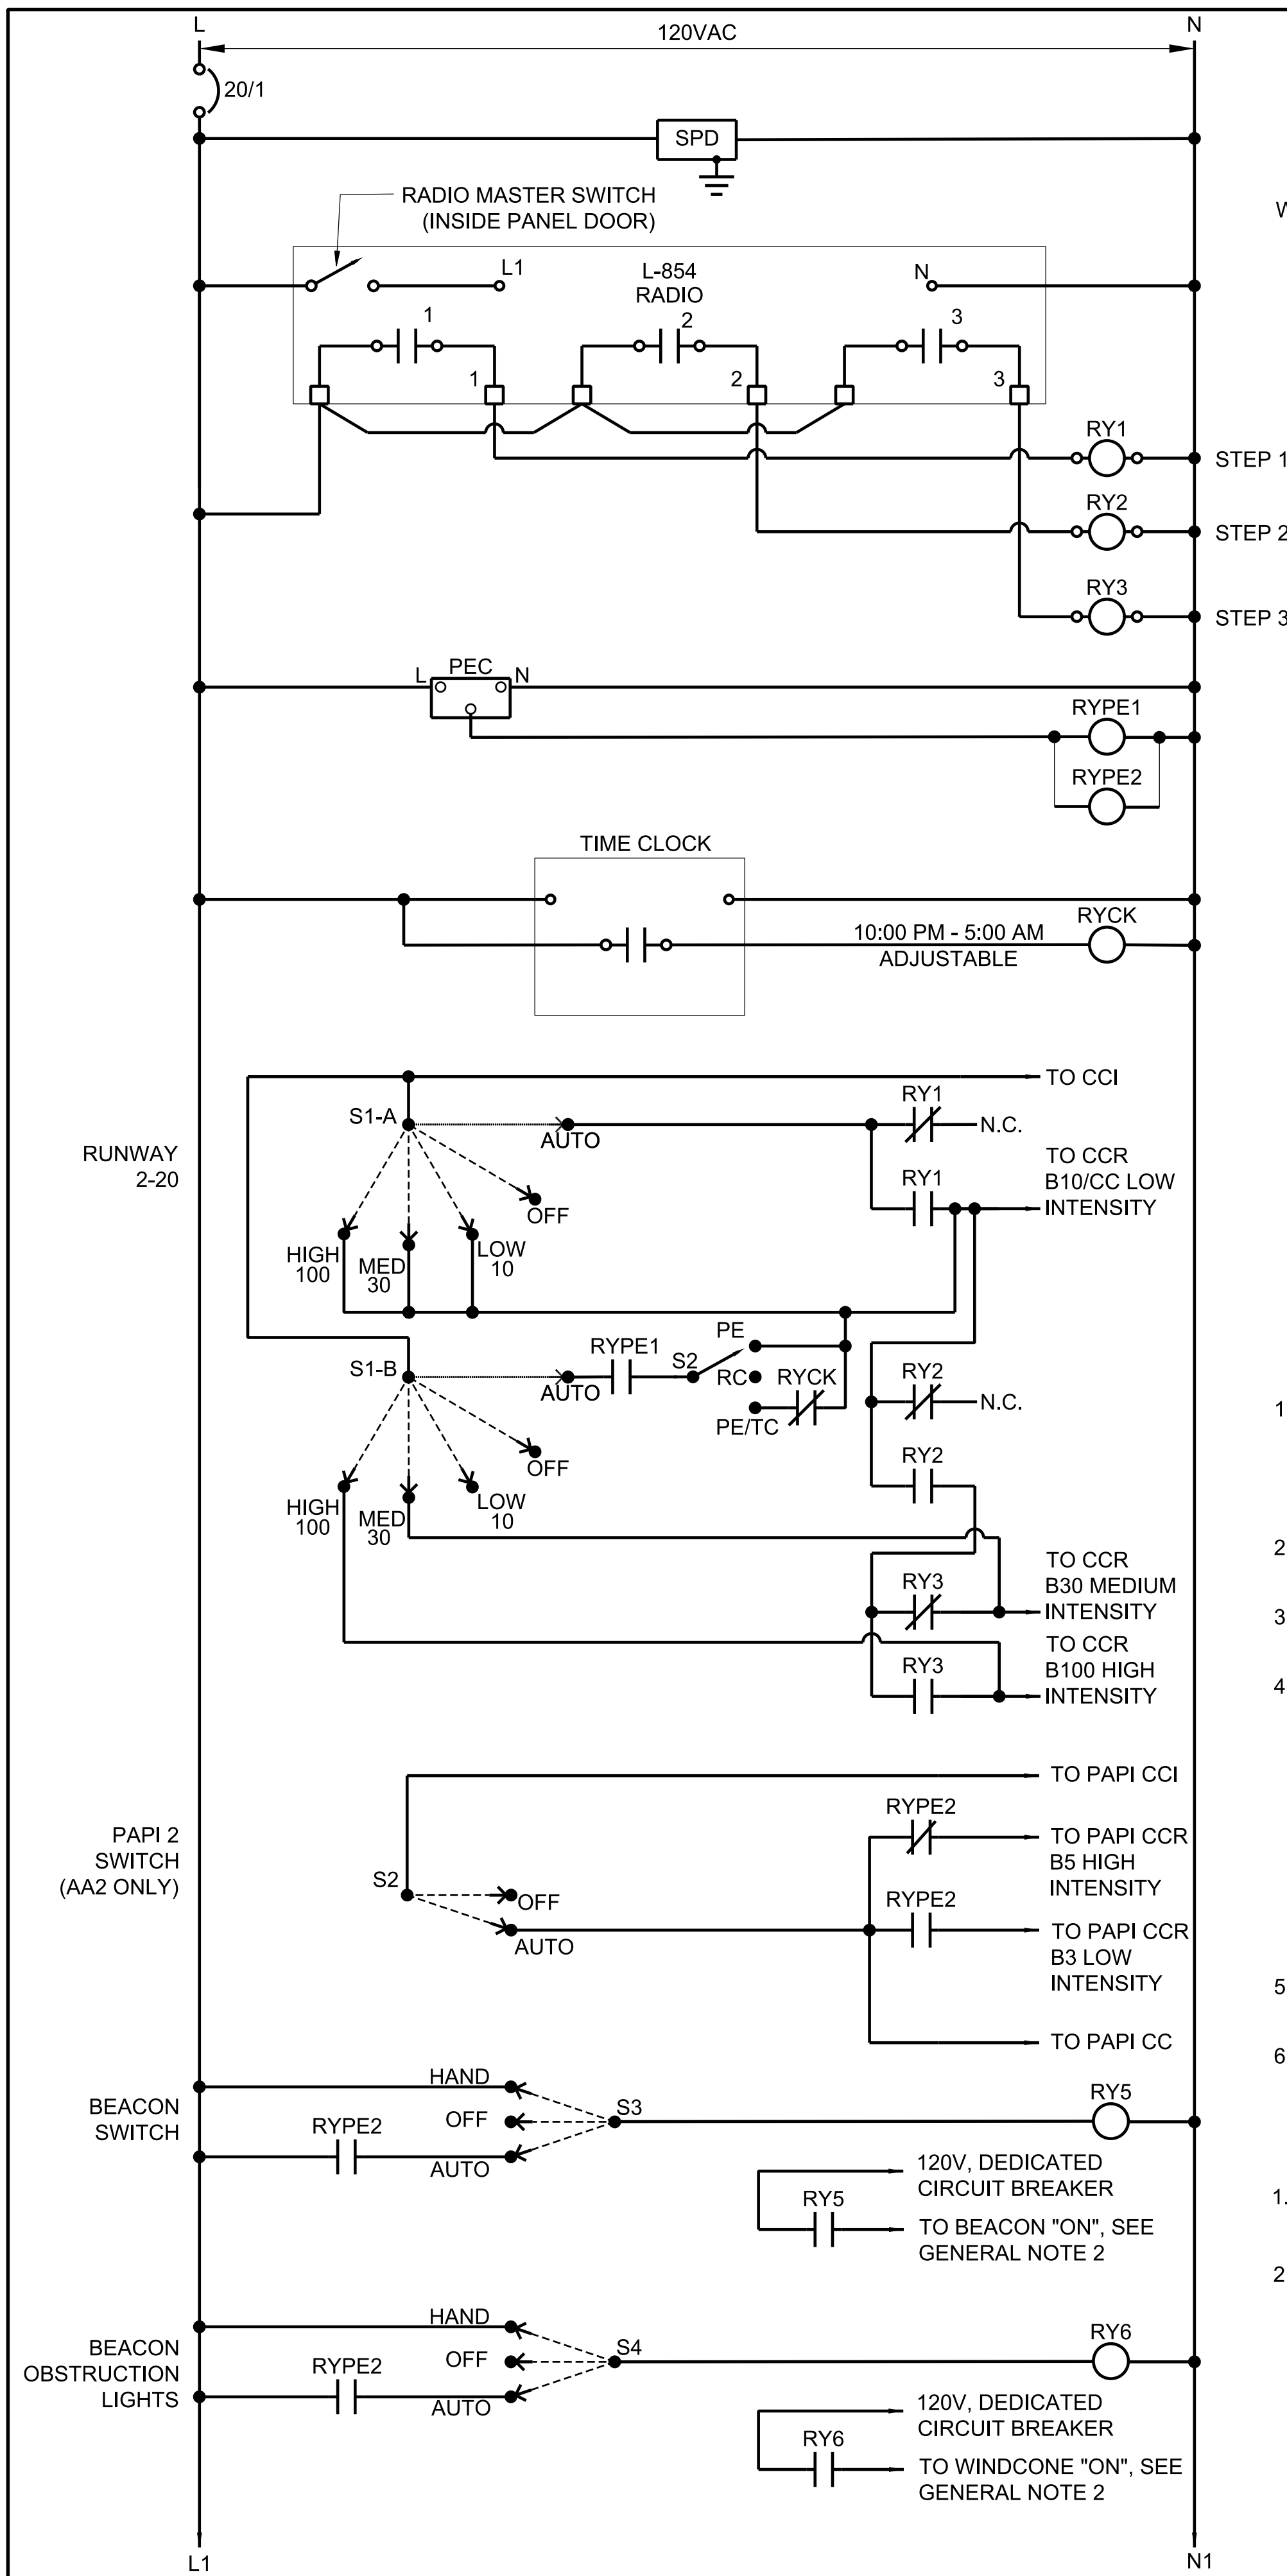 L
120VAC
N
20/1
SPD
W
RADIO MASTER SWITCH
(INSIDE PANEL DOOR)
L1
L-854
RADIO
N
1
2
3
1
2
3
RY1
STEP 1
RY2
STEP 2
RY3
STEP 3
L
PEC
N
RYPE1
RYPE2
TIME CLOCK
RYCK
10:00 PM - 5:00 AM
ADJUSTABLE
TO CCI
RY1
S1-A
AUTO
N.C.
RUNWAY
2-20
TO CCR
B10/CC LOW
INTENSITY
RY1
OFF
HIGH
100
MED
30
LOW
10
PE
RYPE1
S2
S1-B
AUTO
RC
RYCK
PE/TC
RY2
N.C.
1
RY2
OFF
HIGH
100
MED
30
LOW
10
2
TO CCR
B30 MEDIUM
INTENSITY
RY3
3
TO CCR
B100 HIGH
INTENSITY
RY3
4
TO PAPI CCI
RYPE2
PAPI 2
SWITCH
(AA2 ONLY)
TO PAPI CCR
B5 HIGH
INTENSITY
S2
OFF
RYPE2
AUTO
TO PAPI CCR
B3 LOW
INTENSITY
5
TO PAPI CC
6
HAND
BEACON
SWITCH
OFF
S3
RY5
RYPE2
AUTO
120V, DEDICATED
CIRCUIT BREAKER
RY5
TO BEACON "ON", SEE
GENERAL NOTE 2
1.
2
HAND
BEACON
OBSTRUCTION
LIGHTS
OFF
S4
RY6
RYPE2
AUTO
120V, DEDICATED
CIRCUIT BREAKER
RY6
TO WINDCONE "ON", SEE
GENERAL NOTE 2
L1
N1